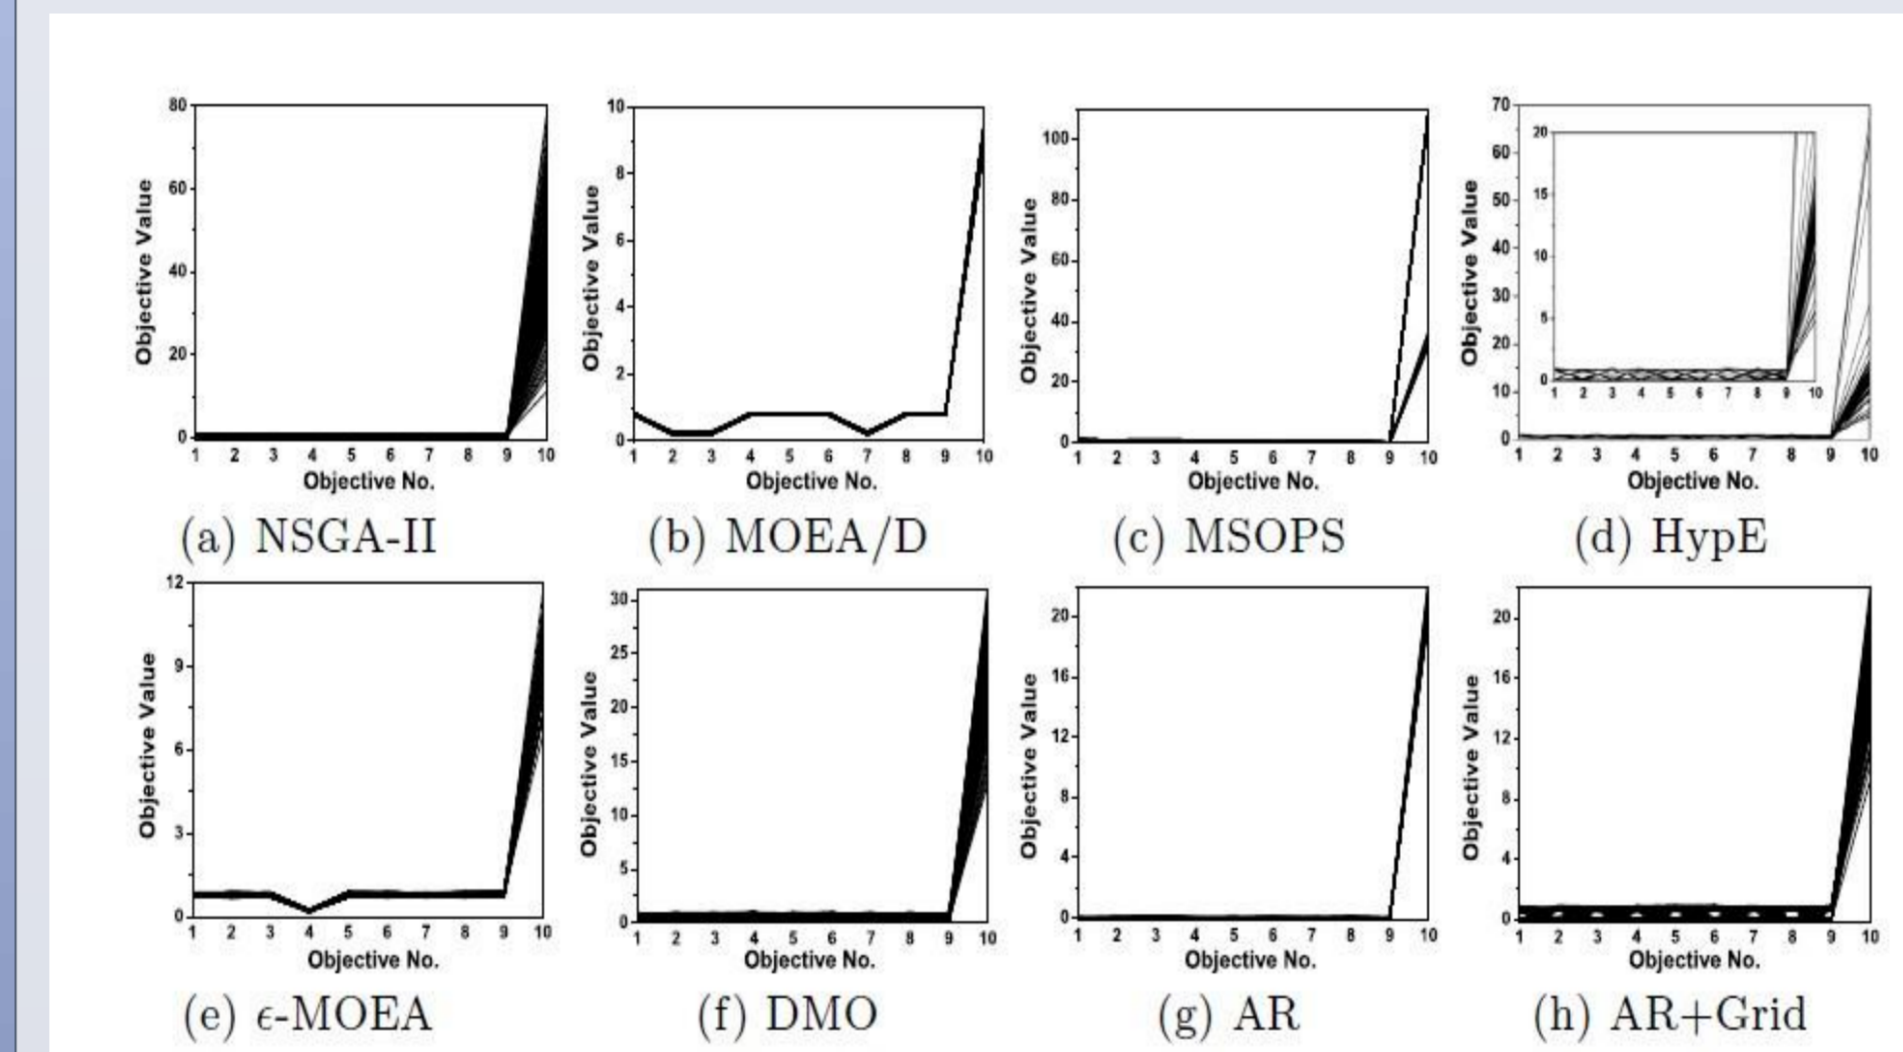 80
60
40
20
0
1 2 3 4 5 6 7 8 9 10
Objective Value
Objective No.
(a) NSGA-II
10
8
6
4
2
0
1 2 3 4 5 6 7 8 9 10
Objective Value
Objective No.
(b) MOEA/D
100
80
60
40
20
0
1 2 3 4 5 6 7 8 9 10
Objective Value
Objective No.
(c) MSOPS
70
60
50
40
30
20
10
0
20
15
10
5
0
1 2 3 4 5 6 7 8 9 10
1 2 3 4 5 6 7 8 9 10
Objective Value
Objective No.
(d) HypE
12
9
6
3
0
1 2 3 4 5 6 7 8 9 10
Objective Value
Objective No.
(e) ϵ-MOEA
30
25
20
15
10
5
0
1 2 3 4 5 6 7 8 9 10
Objective Value
Objective No.
(f) DMO
20
16
12
8
4
0
1 2 3 4 5 6 7 8 9 10
Objective Value
Objective No.
(g) AR
20
16
12
8
4
0
1 2 3 4 5 6 7 8 9 10
Objective Value
Objective No.
(h) AR+Grid